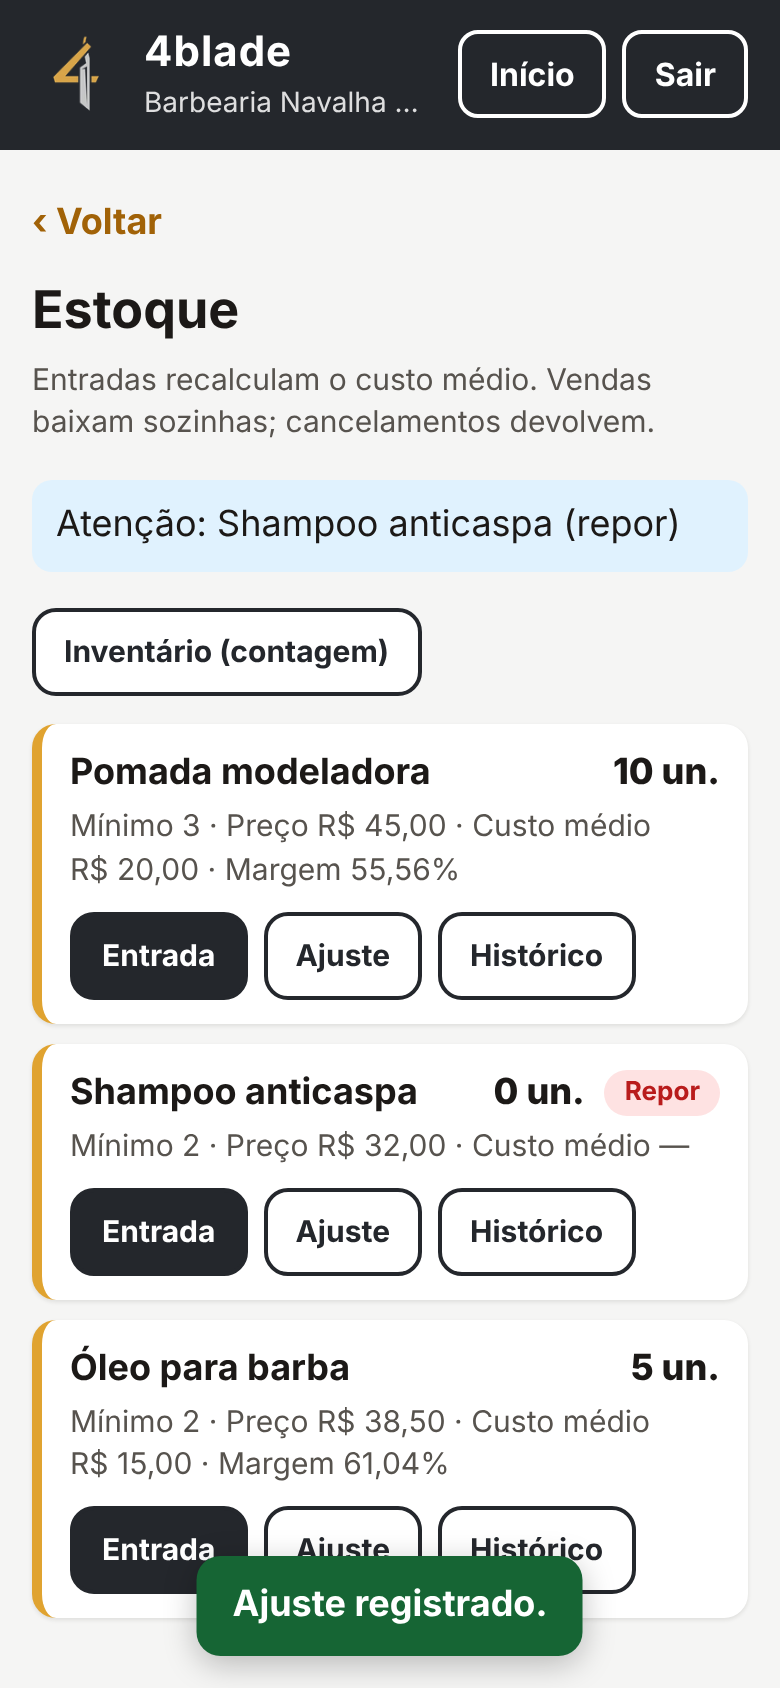 4blade
Barbearia Navalha ...
Início
Sair
‹ Voltar
Estoque
Entradas recalculam o custo médio. Vendas
baixam sozinhas; cancelamentos devolvem.
Atenção: Shampoo anticaspa (repor)
Inventário (contagem)
Pomada modeladora
10 un.
Mínimo 3 · Preço R$ 45,00 · Custo médio
R$ 20,00 · Margem 55,56%
Entrada
Ajuste
Histórico
Shampoo anticaspa
0 un.
Repor
Mínimo 2 · Preço R$ 32,00 · Custo médio —
Entrada
Ajuste
Histórico
Óleo para barba
5 un.
Mínimo 2 · Preço R$ 38,50 · Custo médio
R$ 15,00 · Margem 61,04%
Entrada
Ajuste
Histórico
Ajuste registrado.